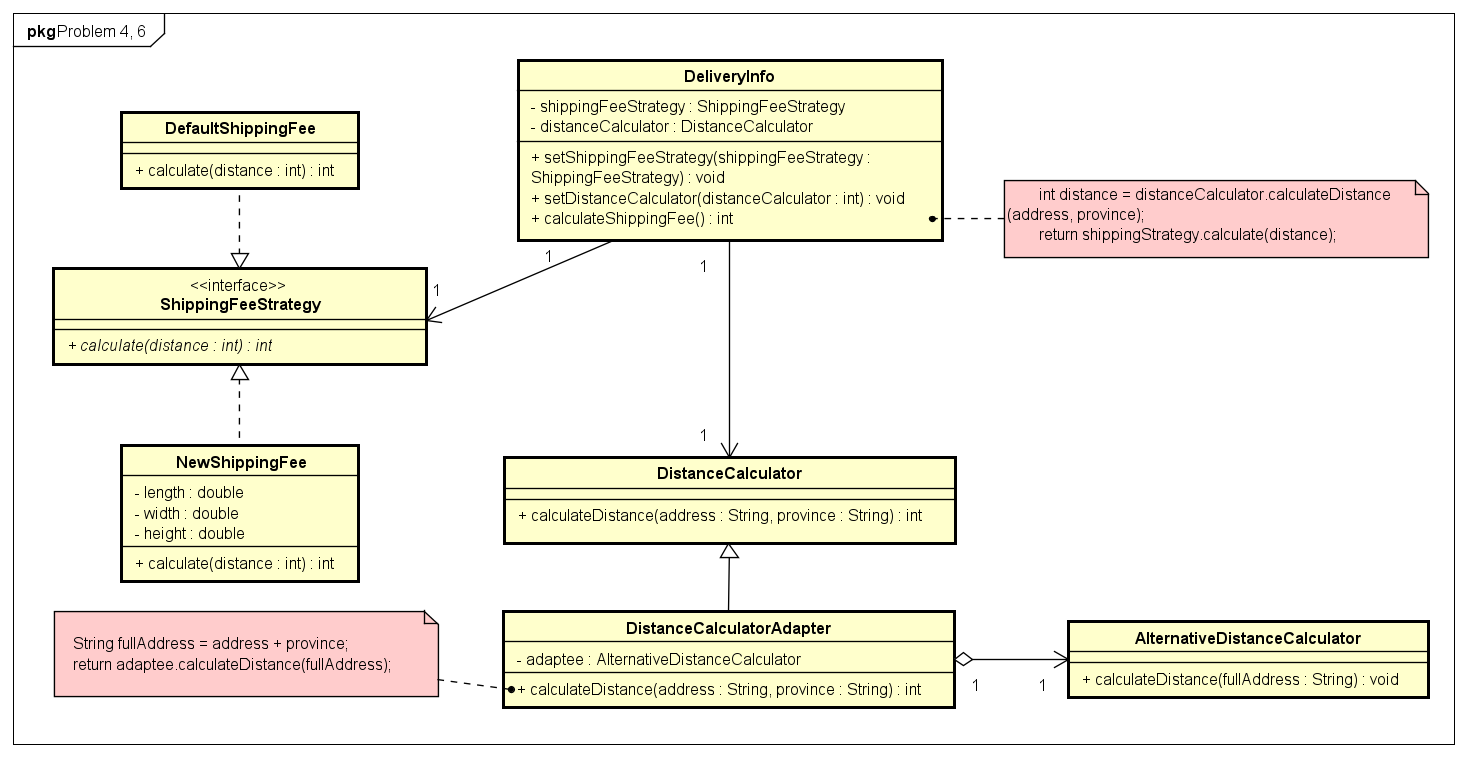 pkg Problem 4, 6
DeliveryInfo
- shippingFeeStrategy : ShippingFeeStrategy
- distanceCalculator : DistanceCalculator
+ setShippingFeeStrategy(shippingFeeStrategy :
ShippingFeeStrategy) : void
+ setDistanceCalculator(distanceCalculator : int) : void
+ calculateShippingFee() : int
DefaultShippingFee
+ calculate(distance : int) : int
int distance = distanceCalculator.calculateDistance
(address, province);
return shippingStrategy.calculate(distance);
1
1
1
1
<<interface>>
ShippingFeeStrategy
+ calculate(distance : int) : int
NewShippingFee
- length : double
- width : double
- height : double
+ calculate(distance : int) : int
DistanceCalculator
+ calculateDistance(address : String, province : String) : int
String fullAddress = address + province;
return adaptee.calculateDistance(fullAddress);
DistanceCalculatorAdapter
- adaptee : AlternativeDistanceCalculator
+ calculateDistance(address : String, province : String) : int
1
1
AlternativeDistanceCalculator
+ calculateDistance(fullAddress : String) : void